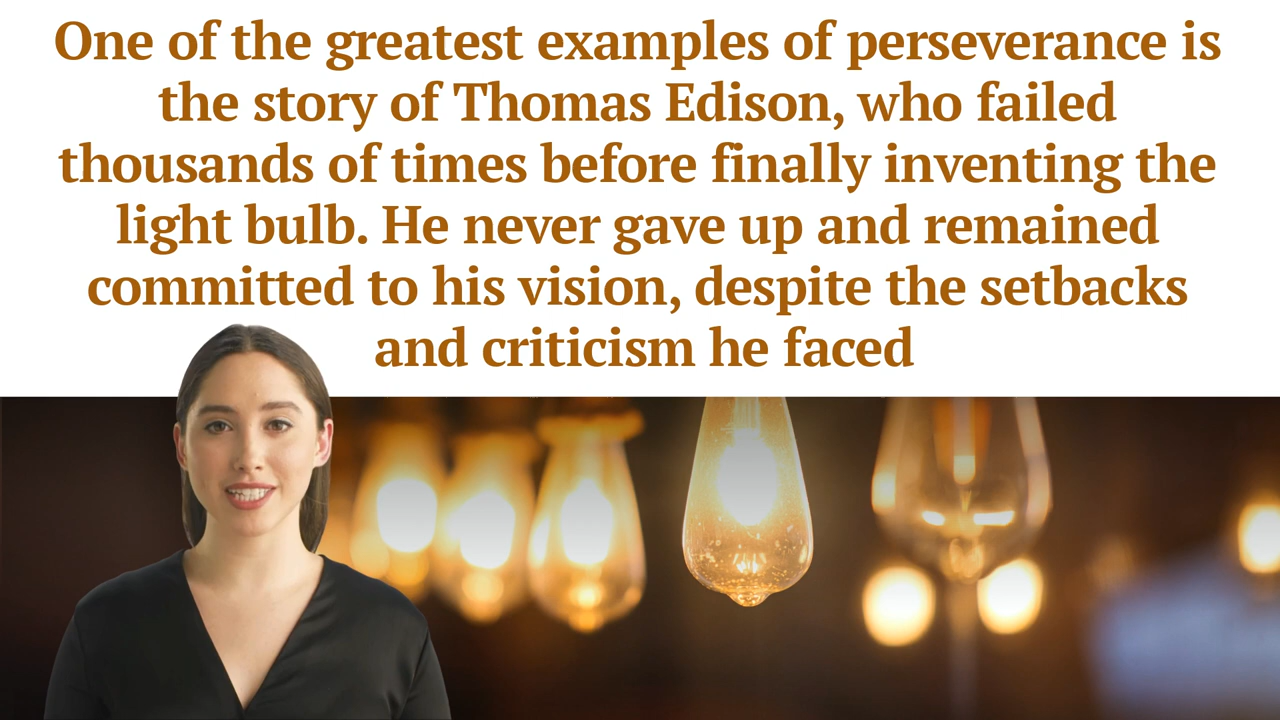 One of the greatest examples of perseverance is
the story of Thomas Edison, who failed
thousands of times before finally inventing the
light bulb. He never gave up and remained
committed to his vision, despite the setbacks
and criticism he faced